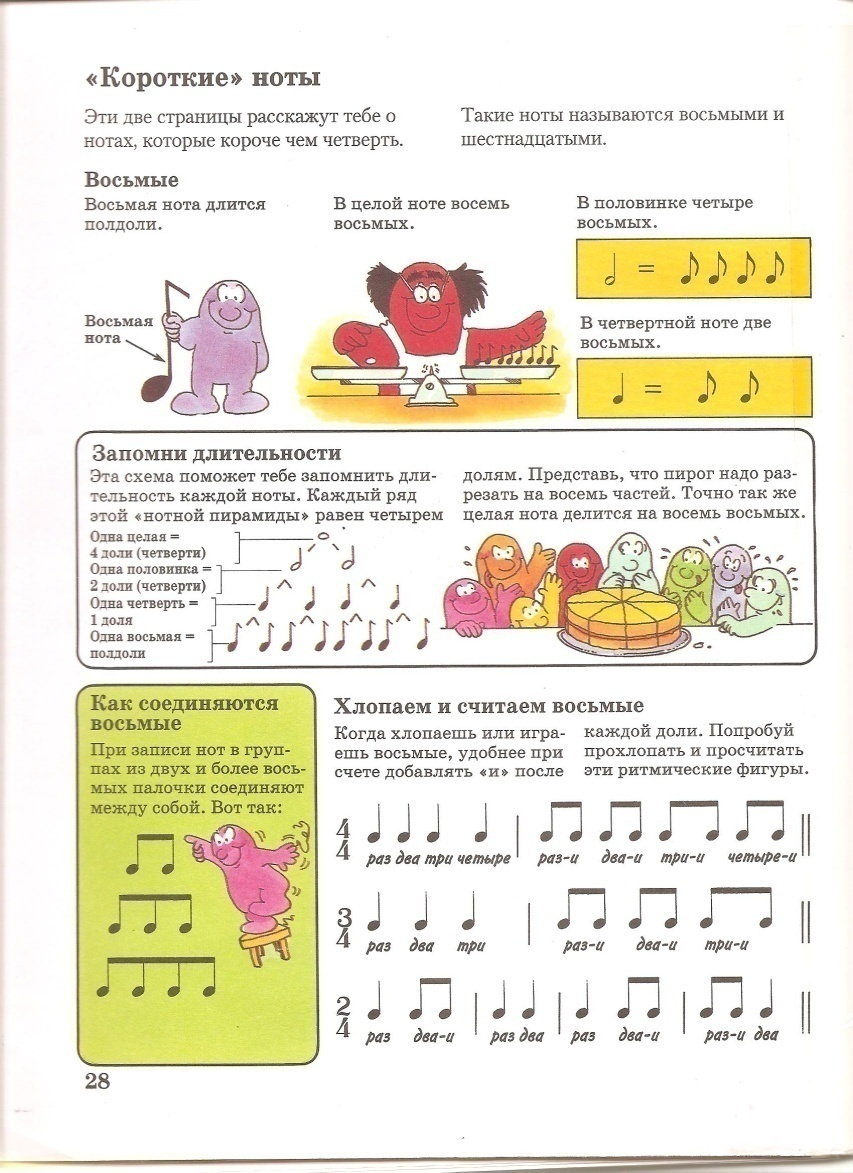 «Короткие» ноты
Эти две страницы расскажут тебе о
нотах, которые короче чем четверть.
Такие ноты называются восьмыми и
шестнадцатыми.
Восьмые
Восьмая нота длится
полдоли.
В целой ноте восемь
восьмых.
В половинке четыре
восьмых.
=
Восьмая
нота
В четвертной ноте две
восьмых.
=
Запомни длительности
Эта схема поможет тебе запомнить дли-
тельность каждой ноты. Каждый ряд
этой «нотной пирамиды» равен четырем
долям. Представь, что пирог надо раз-
резать на восемь частей. Точно так же
целая нота делится на восемь восьмых.
Одна целая =
4 доли (четверти)
Одна половинка =
2 доли (четверти)
Одна четверть =
1 доля
Одна восьмая =
полдоли
Как соединяются
восьмые
При записи нот в груп-
пах из двух и более вось-
мых палочки соединяют
между собой. Вот так:
Хлопаем и считаем восьмые
Когда хлопаешь или игра-
ешь восьмые, удобнее при
счете добавлять «и» после
каждой доли. Попробуй
прохлопать и просчитать
эти ритмические фигуры.
4
4
раз два три четыре раз-и два-и три-и четыре-и
3
4
раз два три раз-и два-и три-и
2
4
раз два-и раз два раз два-и раз-и два
28